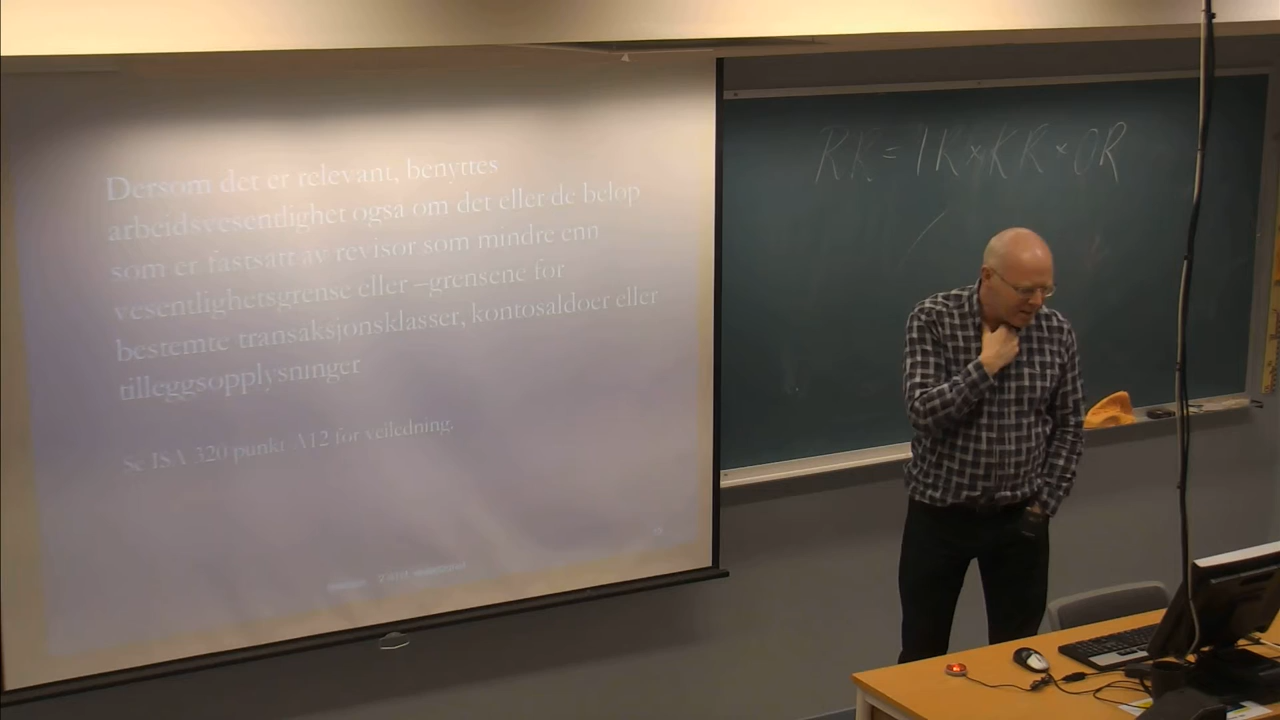 Dersom det er relevant, benyttes
arbeidsvesentlighet også om det eller de beløp
som er fastsatt av revisor som mindre enn
vesentlighetsgrense eller –grensene for
bestemte transaksjonsklasser, kontosaldoer eller
tilleggsopplysninger
Se ISA 320 punkt A12 for veiledning.
RR = IR × KR × OR